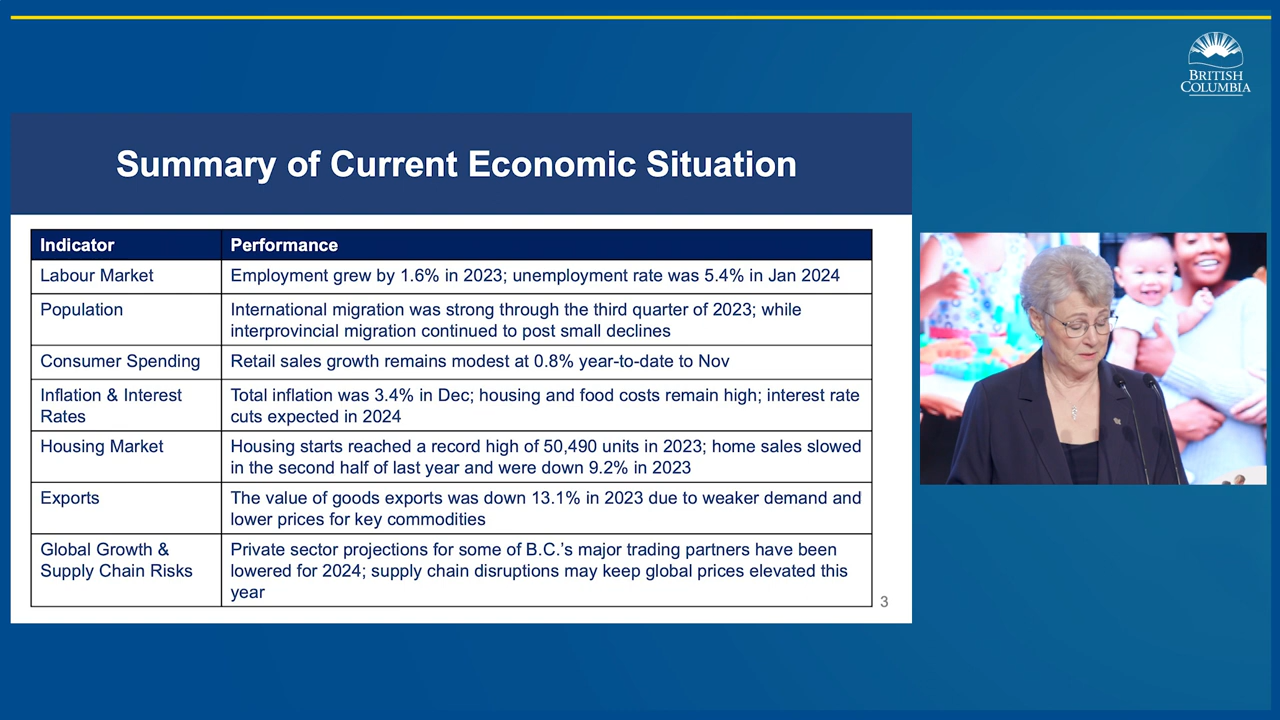 BRITISH
COLUMBIA
Summary of Current Economic Situation
Indicator Performance
Labour Market Employment grew by 1.6% in 2023; unemployment rate was 5.4% in Jan 2024
Population International migration was strong through the third quarter of 2023; while
interprovincial migration continued to post small declines
Consumer Spending Retail sales growth remains modest at 0.8% year-to-date to Nov
Inflation & Interest Total inflation was 3.4% in Dec; housing and food costs remain high; interest rate
Rates cuts expected in 2024
Housing Market Housing starts reached a record high of 50,490 units in 2023; home sales slowed
in the second half of last year and were down 9.2% in 2023
Exports The value of goods exports was down 13.1% in 2023 due to weaker demand and
lower prices for key commodities
Global Growth & Private sector projections for some of B.C.’s major trading partners have been
Supply Chain Risks lowered for 2024; supply chain disruptions may keep global prices elevated this
year
3